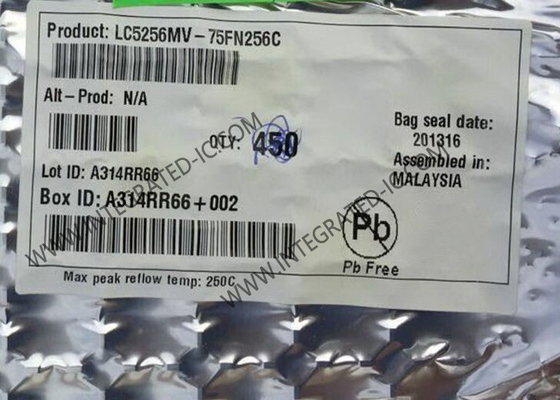 Product: LC5256MV-75FN256C
Alt-Prod: N/A
QTY: 450
Bag seal date:
201316
Lot ID: A314RR66
Assembled in:
MALAYSIA
Box ID: A314RR66+002
Pb
Pb Free
Max peak reflow temp: 250C
WWW.INTEGRATED-IC.COM
WWW.INTEGRATED-IC.COM